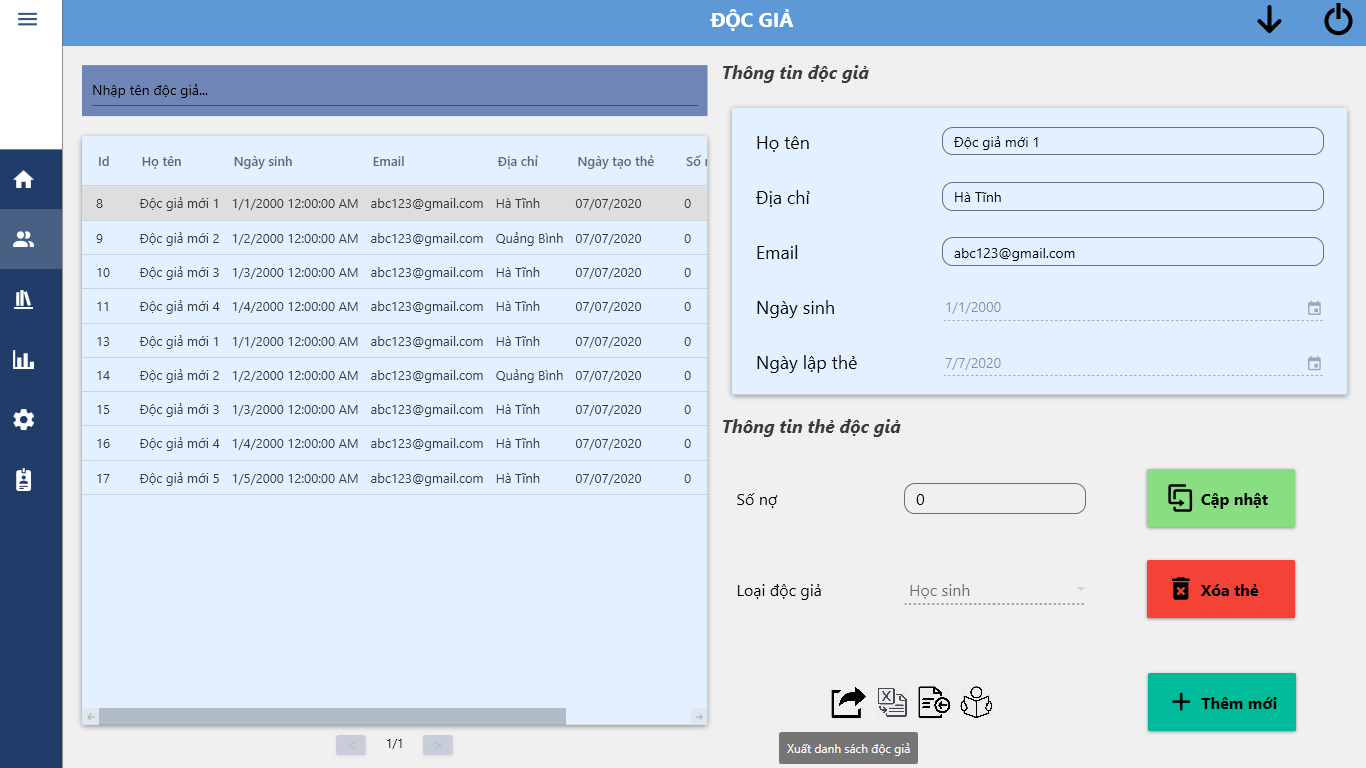 ĐỘC GIẢ
Nhập tên độc giả...
Id Họ tên Ngày sinh Email Địa chỉ Ngày tạo thẻ Số
8 Độc giả mới 1 1/1/2000 12:00:00 AM abc123@gmail.com Hà Tĩnh 07/07/2020 0
9 Độc giả mới 2 1/2/2000 12:00:00 AM abc123@gmail.com Quảng Bình 07/07/2020 0
10 Độc giả mới 3 1/3/2000 12:00:00 AM abc123@gmail.com Hà Tĩnh 07/07/2020 0
11 Độc giả mới 4 1/4/2000 12:00:00 AM abc123@gmail.com Hà Tĩnh 07/07/2020 0
13 Độc giả mới 1 1/1/2000 12:00:00 AM abc123@gmail.com Hà Tĩnh 07/07/2020 0
14 Độc giả mới 2 1/2/2000 12:00:00 AM abc123@gmail.com Quảng Bình 07/07/2020 0
15 Độc giả mới 3 1/3/2000 12:00:00 AM abc123@gmail.com Hà Tĩnh 07/07/2020 0
16 Độc giả mới 4 1/4/2000 12:00:00 AM abc123@gmail.com Hà Tĩnh 07/07/2020 0
17 Độc giả mới 5 1/5/2000 12:00:00 AM abc123@gmail.com Hà Tĩnh 07/07/2020 0
< 1/1 >
Thông tin độc giả
Họ tên Độc giả mới 1
Địa chỉ Hà Tĩnh
Email abc123@gmail.com
Ngày sinh 1/1/2000
Ngày lập thẻ 7/7/2020
Thông tin thẻ độc giả
Số nợ 0
Cập nhật
Loại độc giả Học sinh
Xóa thẻ
Thêm mới
Xuất danh sách độc giả